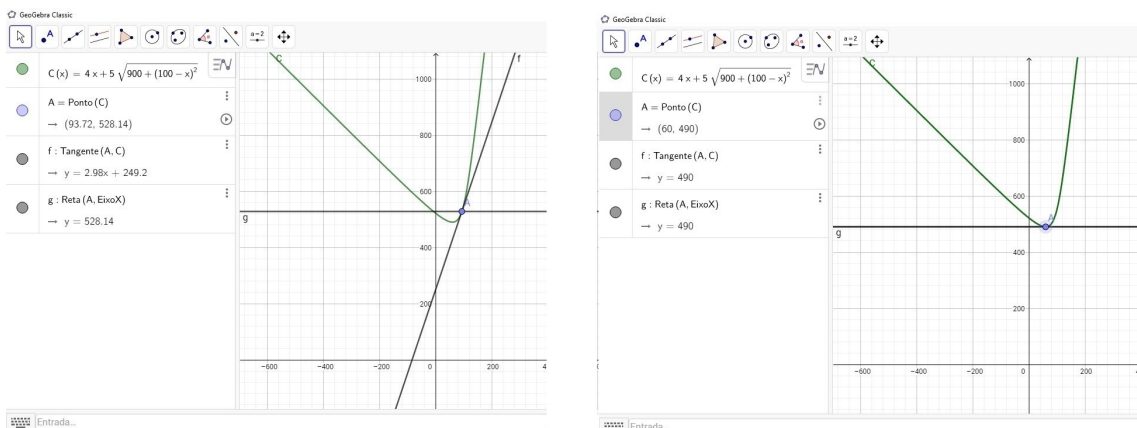 GeoGebra Classic
A
a=2
C(x) = 4 x + 5 √900 + (100 − x)²
A = Ponto (C)
→ (93.72, 528.14)
f : Tangente (A, C)
→ y = 2.98x + 249.2
g : Reta (A, EixoX)
→ y = 528.14
Entrada...
C
f
A
g
1000
800
600
400
200
−600
−400
−200
0
200
4
GeoGebra Classic
A
a=2
C(x) = 4 x + 5 √900 + (100 − x)²
A = Ponto (C)
→ (60, 490)
f : Tangente (A, C)
→ y = 490
g : Reta (A, EixoX)
→ y = 490
Entrada
C
A
g
1000
800
600
400
200
−600
−400
−200
0
200